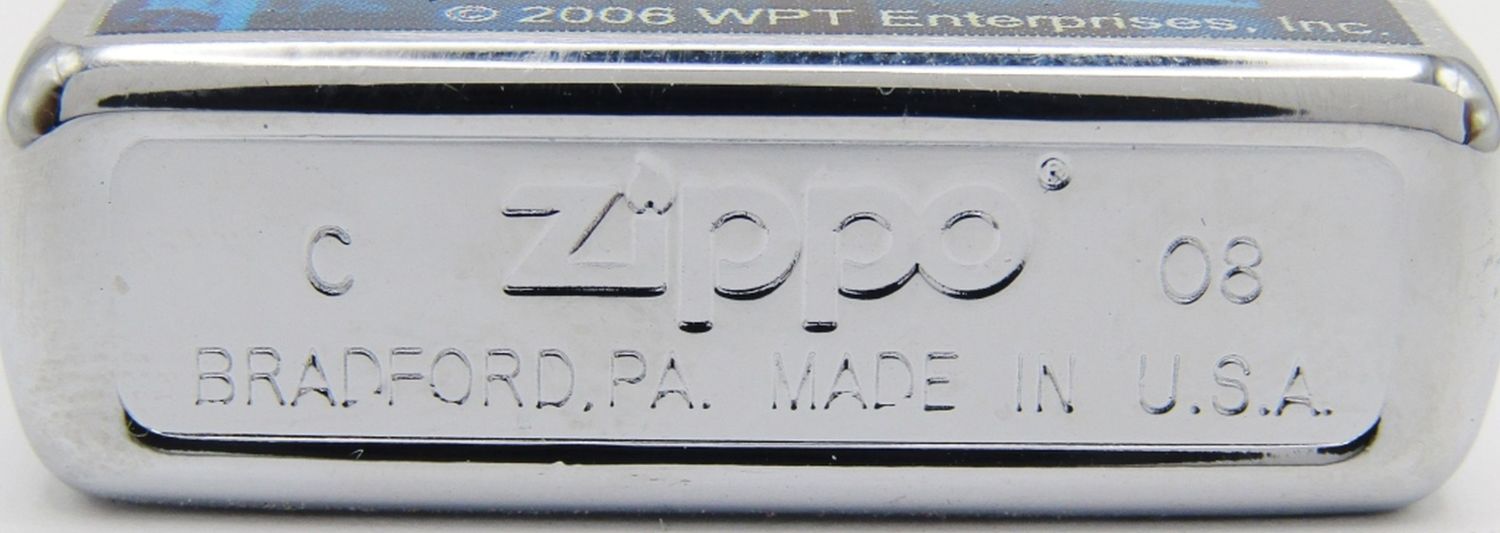 © 2006 WPT Enterprises, Inc.
C Zippo® 08
BRADFORD, PA. MADE IN U.S.A.